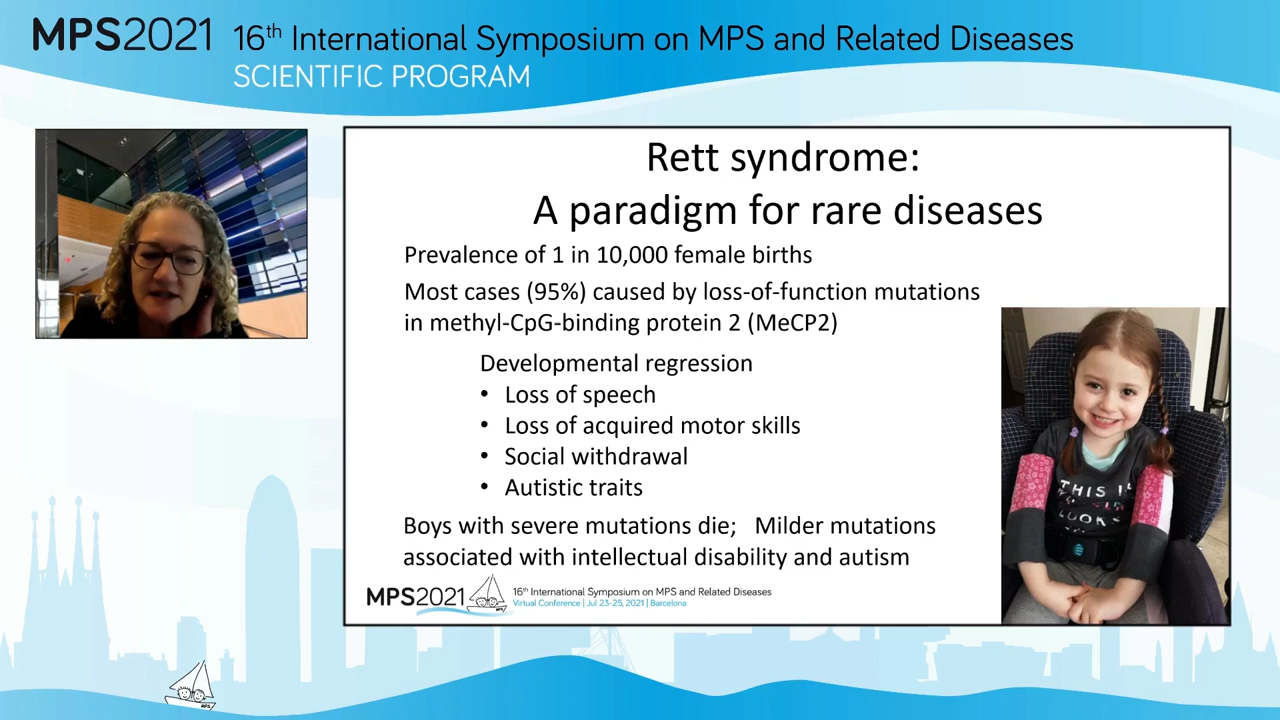 MPS2021 16th International Symposium on MPS and Related Diseases
SCIENTIFIC PROGRAM
Rett syndrome:
A paradigm for rare diseases
Prevalence of 1 in 10,000 female births
Most cases (95%) caused by loss-of-function mutations
in methyl-CpG-binding protein 2 (MeCP2)
Developmental regression
• Loss of speech
• Loss of acquired motor skills
• Social withdrawal
• Autistic traits
Boys with severe mutations die; Milder mutations
associated with intellectual disability and autism
THIS I
LOOK
MPS2021 16th International Symposium on MPS and Related Diseases
Virtual Conference | Jul 23-25, 2021 | Barcelona
MPS
MPS